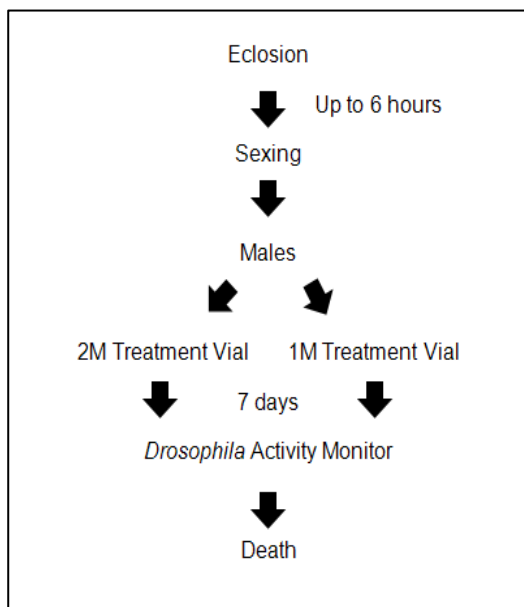 Eclosion
Up to 6 hours
Sexing
Males
2M Treatment Vial 1M Treatment Vial
7 days
Drosophila Activity Monitor
Death